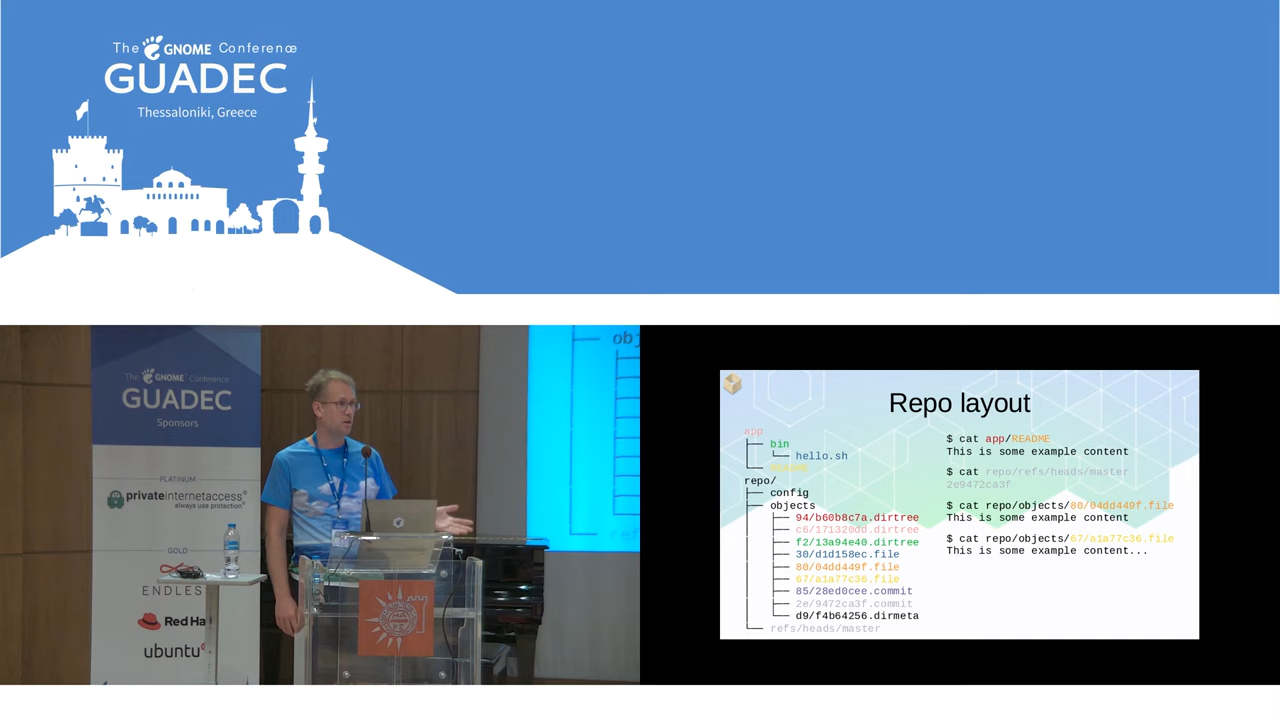 The GNOME Conference
GUADEC
Thessaloniki, Greece
The GNOME Conference
GUADEC
Sponsors
PLATINUM
privateinternetaccess
always use protection
GOLD
ENDLESS
Red Ha
ubuntu
obj
Repo layout
app
├── bin
│   └── hello.sh
└── README
repo/
├── config
├── objects
│   ├── 94/b60b8c7a.dirtree
│   ├── c6/171320dd.dirtree
│   ├── f2/13a94e40.dirtree
│   ├── 30/d1d158ec.file
│   ├── 80/04dd449f.file
│   ├── 67/a1a77c36.file
│   ├── 85/28ed0cee.commit
│   ├── 2e/9472ca3f.commit
│   └── d9/f4b64256.dirmeta
└── refs/heads/master
$ cat app/README
This is some example content
$ cat repo/refs/heads/master
2e9472ca3f
$ cat repo/objects/80/04dd449f.file
This is some example content
$ cat repo/objects/67/a1a77c36.file
This is some example content...